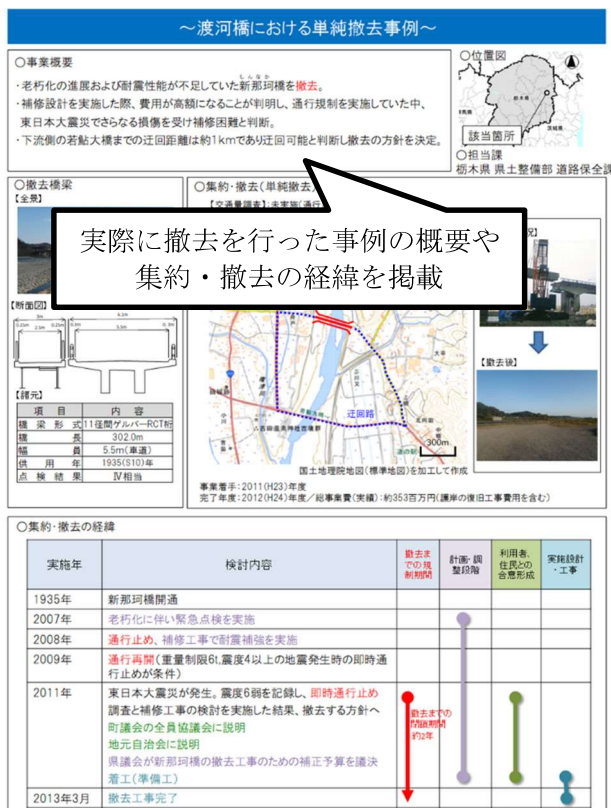 ～渡河橋における単純撤去事例～
○事業概要
・老朽化の進展および耐震性能が不足していた新那珂橋を撤去。
しんなか
・補修設計を実施した際、費用が高額になることが判明し、通行規制を実施していた中、
東日本大震災でさらなる損傷を受け補修困難と判断。
・下流側の若鮎大橋までの迂回距離は約1kmであり迂回可能と判断し撤去の方針を決定。
○位置図
栃木県
茨城県
該当箇所
○担当課
栃木県 県土整備部 道路保全課
○撤去橋梁
【全景】
○集約・撤去(単純撤去)
【交通量調査】:未実施(通行
実際に撤去を行った事例の概要や
集約・撤去の経緯を掲載
【断面図】
【撤去後】
迂回路
300m
国土地理院地図(標準地図)を加工して作成
【諸元】
項 目 内 容
橋梁形式 11径間ゲルバーRCT桁
橋長 302.0m
幅員 5.5m(車道)
供用年 1935(S10)年
点検結果 Ⅳ相当
事業着手:2011(H23)年度
完了年度:2012(H24)年度/総事業費(実績):約353百万円(護岸の復旧工事費用を含む)
○集約・撤去の経緯
実施年 検討内容 撤去までの規制期間 計画・調整段階 利用者、住民との合意形成 実施設計・工事
1935年 新那珂橋開通
2007年 老朽化に伴い緊急点検を実施
2008年 通行止め、補修工事で耐震補強を実施
2009年 通行再開(重量制限6t,震度4以上の地震発生時の即時通
行止めが条件)
2011年 東日本大震災が発生。震度6弱を記録し、即時通行止め
調査と補修工事の検討を実施した結果、撤去する方針へ
町議会の全員協議会に説明
地元自治会に説明
県議会が新那珂橋の撤去工事のための補正予算を議決
着工(準備工)
撤去までの
閉鎖期間
約2年
2013年3月 撤去工事完了